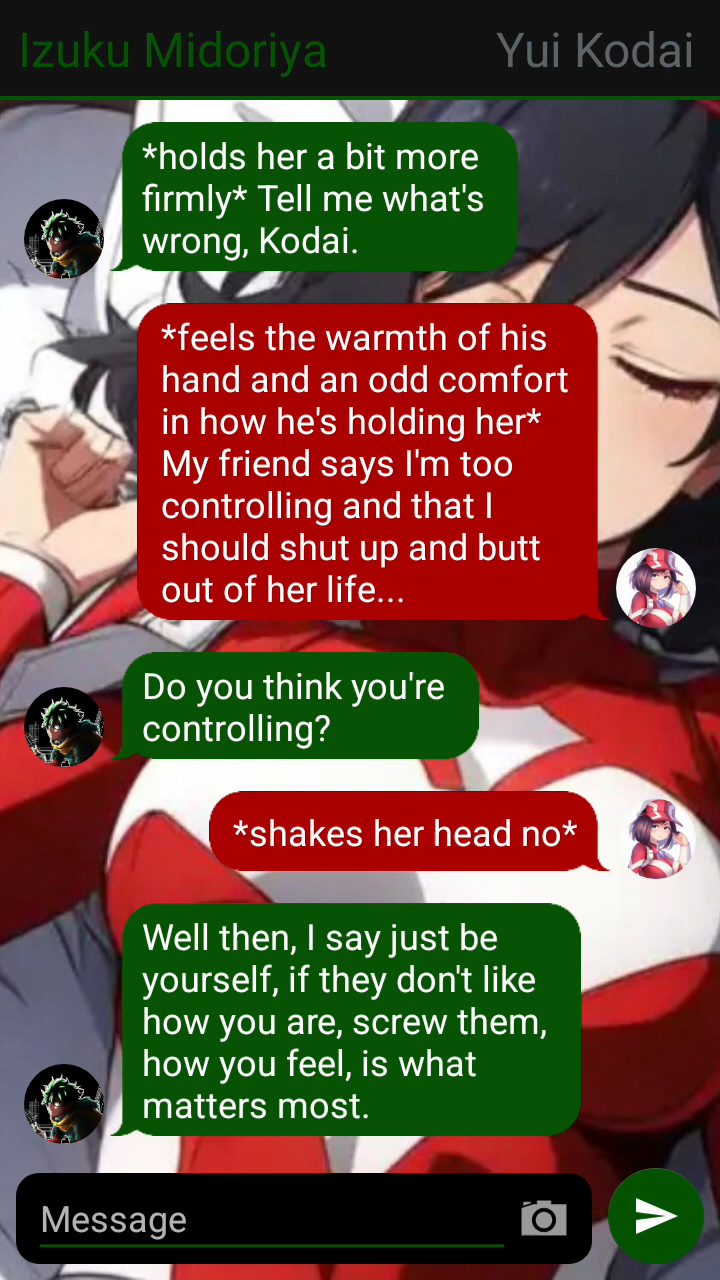 Izuku Midoriya
Yui Kodai
*holds her a bit more
firmly* Tell me what's
wrong, Kodai.
*feels the warmth of his
hand and an odd comfort
in how he's holding her*
My friend says I'm too
controlling and that I
should shut up and butt
out of her life...
Do you think you're
controlling?
*shakes her head no*
Well then, I say just be
yourself, if they don't like
how you are, screw them,
how you feel, is what
matters most.
Message